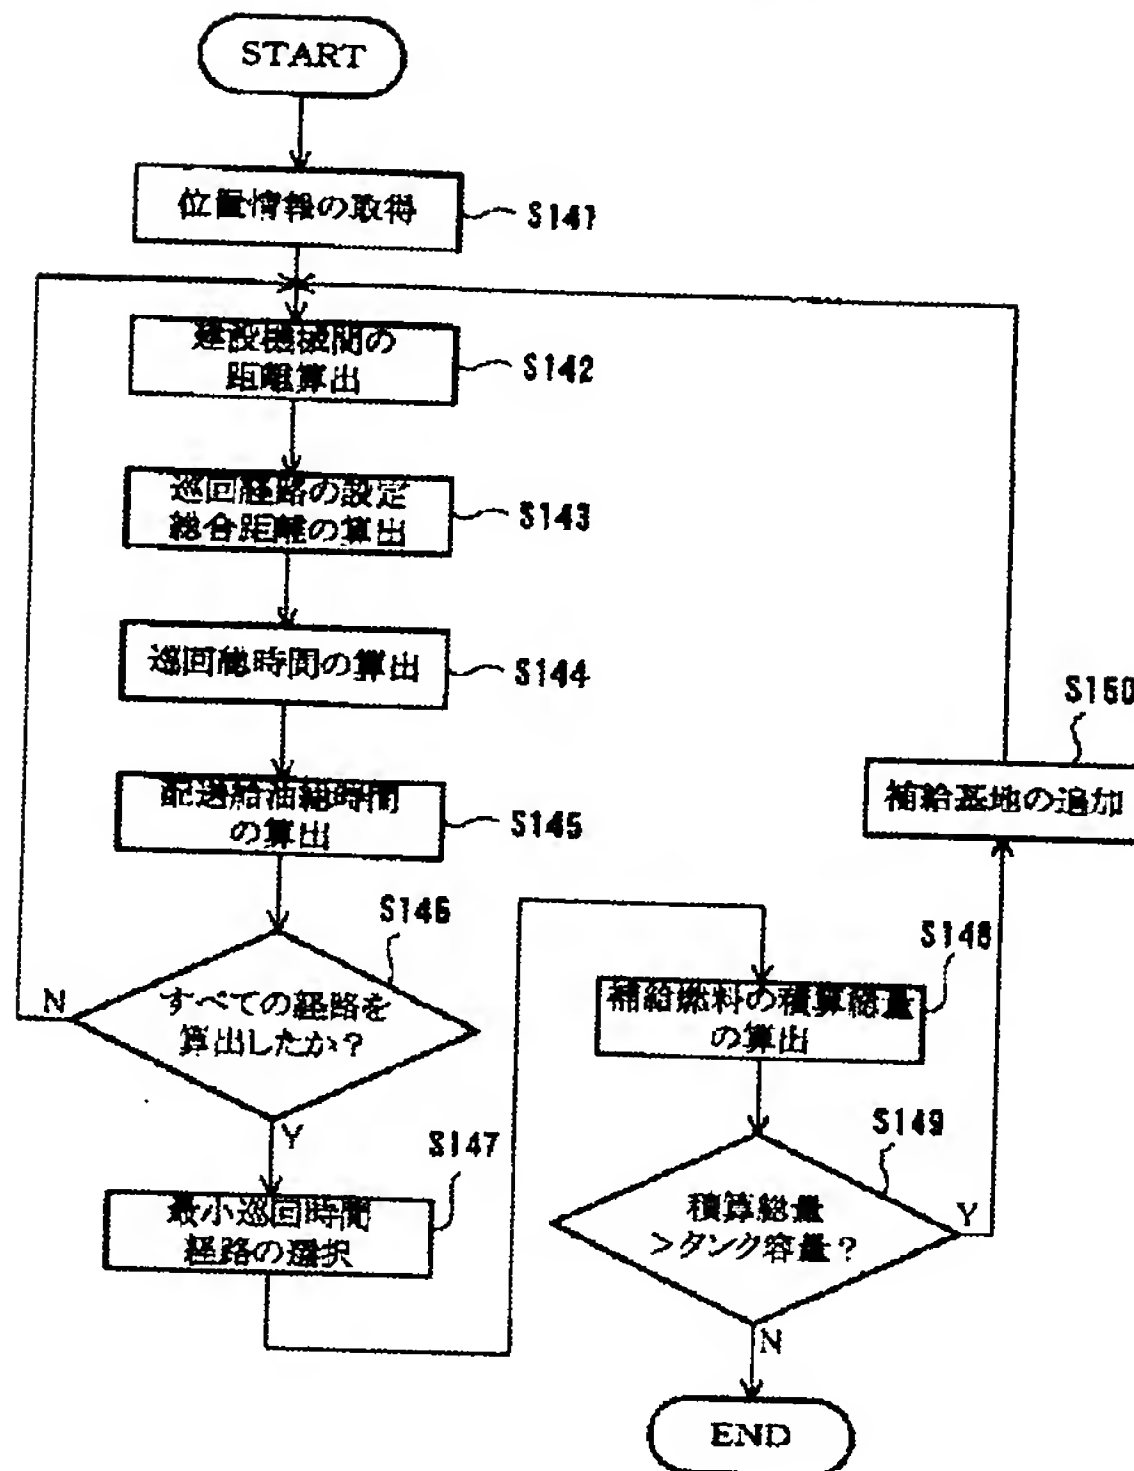 START
位置情報の取得
S141
建設機械間の
距離算出
S142
巡回経路の設定
総合距離の算出
S143
巡回総時間の算出
S144
配送給油総時間
の算出
S145
S146
すべての経路を
算出したか?
N
Y
S147
最小巡回時間
経路の選択
S148
補給燃料の積算総量
の算出
S149
積算総量
>タンク容量?
Y
N
S150
補給基地の追加
END